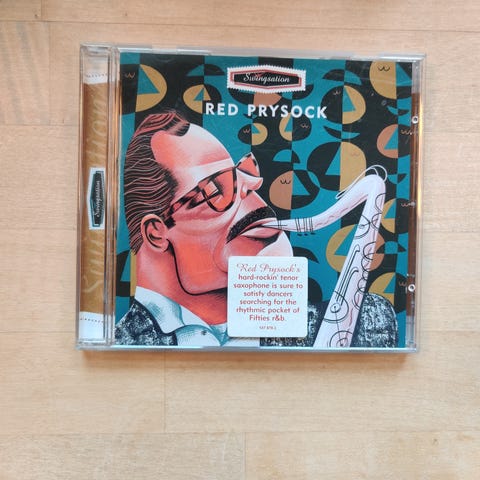 Swingsation
RED PRYSOCK
Swingsation
Swingsation
Red Prysock's
hard-rockin' tenor
saxophone is sure to
satisfy dancers
searching for the
rhythmic pocket of
Fifties r&b.